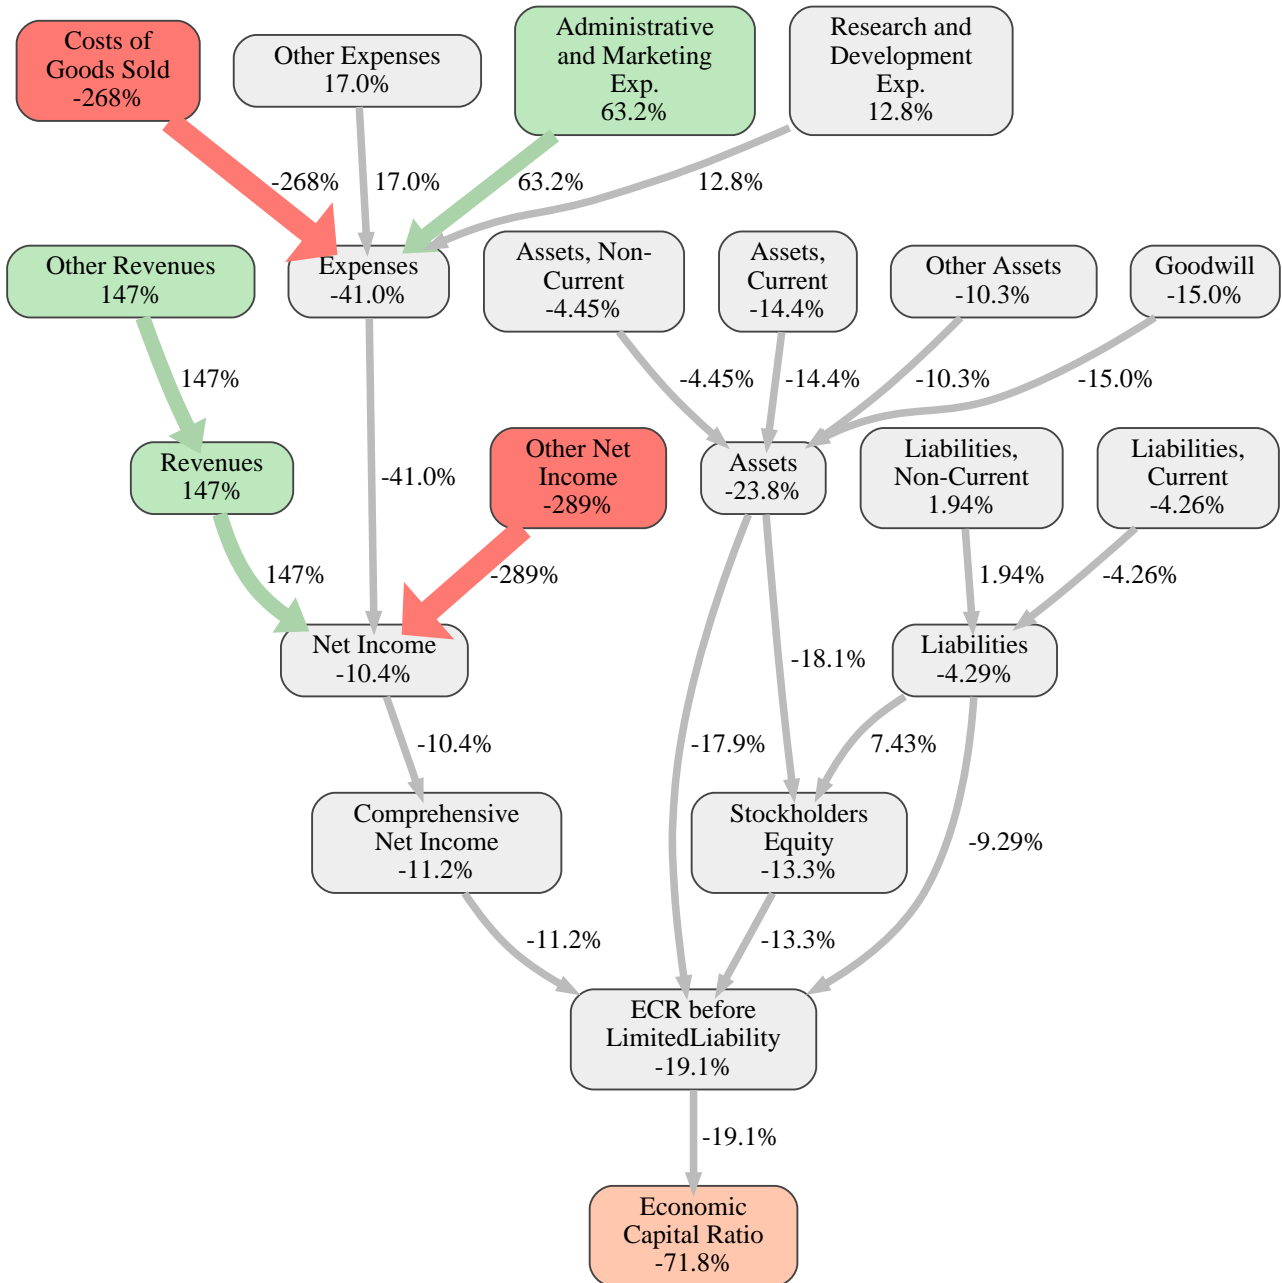 Costs of
Goods Sold
-268%
Other Expenses
17.0%
Administrative
and Marketing
Exp.
63.2%
Research and
Development
Exp.
12.8%
-268%
17.0%
63.2%
12.8%
Other Revenues
147%
Expenses
-41.0%
Assets, Non-
Current
-4.45%
Assets,
Current
-14.4%
Other Assets
-10.3%
Goodwill
-15.0%
147%
-4.45%
-14.4%
-10.3%
-15.0%
Revenues
147%
-41.0%
Other Net
Income
-289%
Assets
-23.8%
Liabilities,
Non-Current
1.94%
Liabilities,
Current
-4.26%
147%
-289%
1.94%
-4.26%
Net Income
-10.4%
-18.1%
Liabilities
-4.29%
-10.4%
-17.9%
7.43%
Comprehensive
Net Income
-11.2%
Stockholders
Equity
-13.3%
-9.29%
-11.2%
-13.3%
ECR before
LimitedLiability
-19.1%
-19.1%
Economic
Capital Ratio
-71.8%